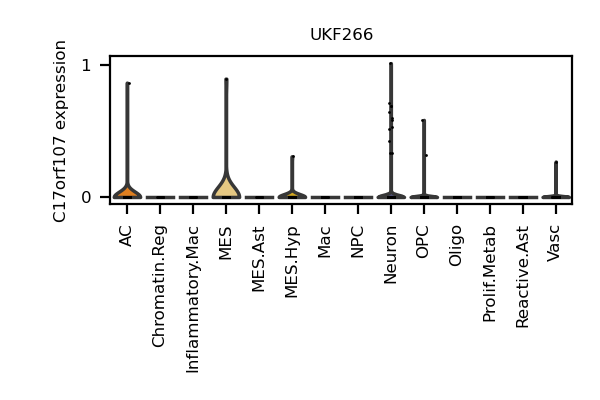 UKF266
C17orf107 expression
1
0
AC
Chromatin.Reg
Inflammatory.Mac
MES
MES.Ast
MES.Hyp
Mac
NPC
Neuron
OPC
Oligo
Prolif.Metab
Reactive.Ast
Vasc